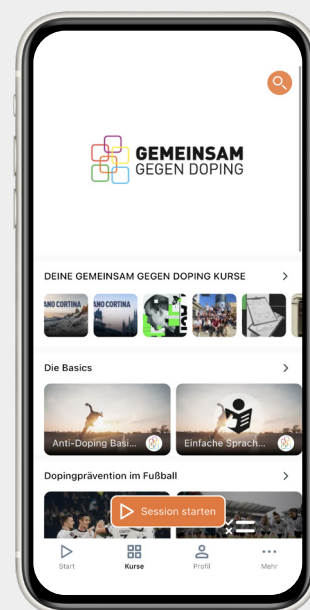 GEMEINSAM
GEGEN DOPING
DEINE GEMEINSAM GEGEN DOPING KURSE
ANO CORTINA
ANO CORTINA
Die Basics
Anti-Doping Basi...
Einfache Sprach...
Dopingprävention im Fußball
Session starten
Start
Kurse
Profil
Mehr